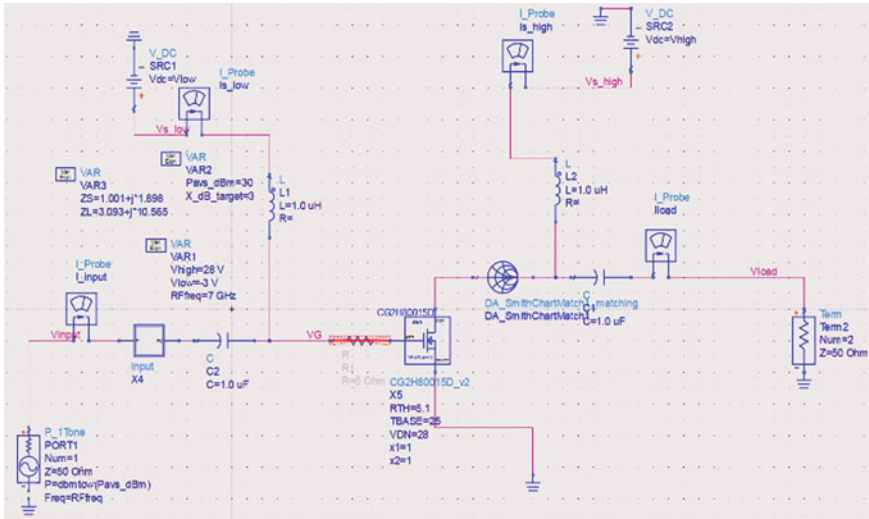 V_DC
SRC1
Vdc=Vlow
I_Probe
Is_low
Vs_low
I_Probe
Is_high
V_DC
SRC2
Vdc=Vhigh
Vs_high
VAR
VAR3
ZS=1.001+j*1.898
ZL=3.093+j*10.565
VAR
VAR2
Pavs_dBm=30
X_dB_target=3
L
L1
L=1.0 uH
R=
L
L2
L=1.0 uH
R=
I_Probe
Iload
VAR
VAR1
Vhigh=28 V
Vlow=-3 V
RFfreq=7 GHz
I_Probe
I_input
Vinput
Input
X4
C
C2
C=1.0 uF
VG
R
R1
R=5 Ohm
CG2H80015D
CG2H80015D_v2
X5
RTH=6.1
TBASE=25
VDN=28
x1=1
x2=1
DA_SmithChartMatch1_matching
DA_SmithChartMatch1
C
C1
C=1.0 uF
Vload
Term
Term2
Num=2
Z=50 Ohm
P_1Tone
PORT1
Num=1
Z=50 Ohm
P=dbmtow(Pavs_dBm)
Freq=RFfreq